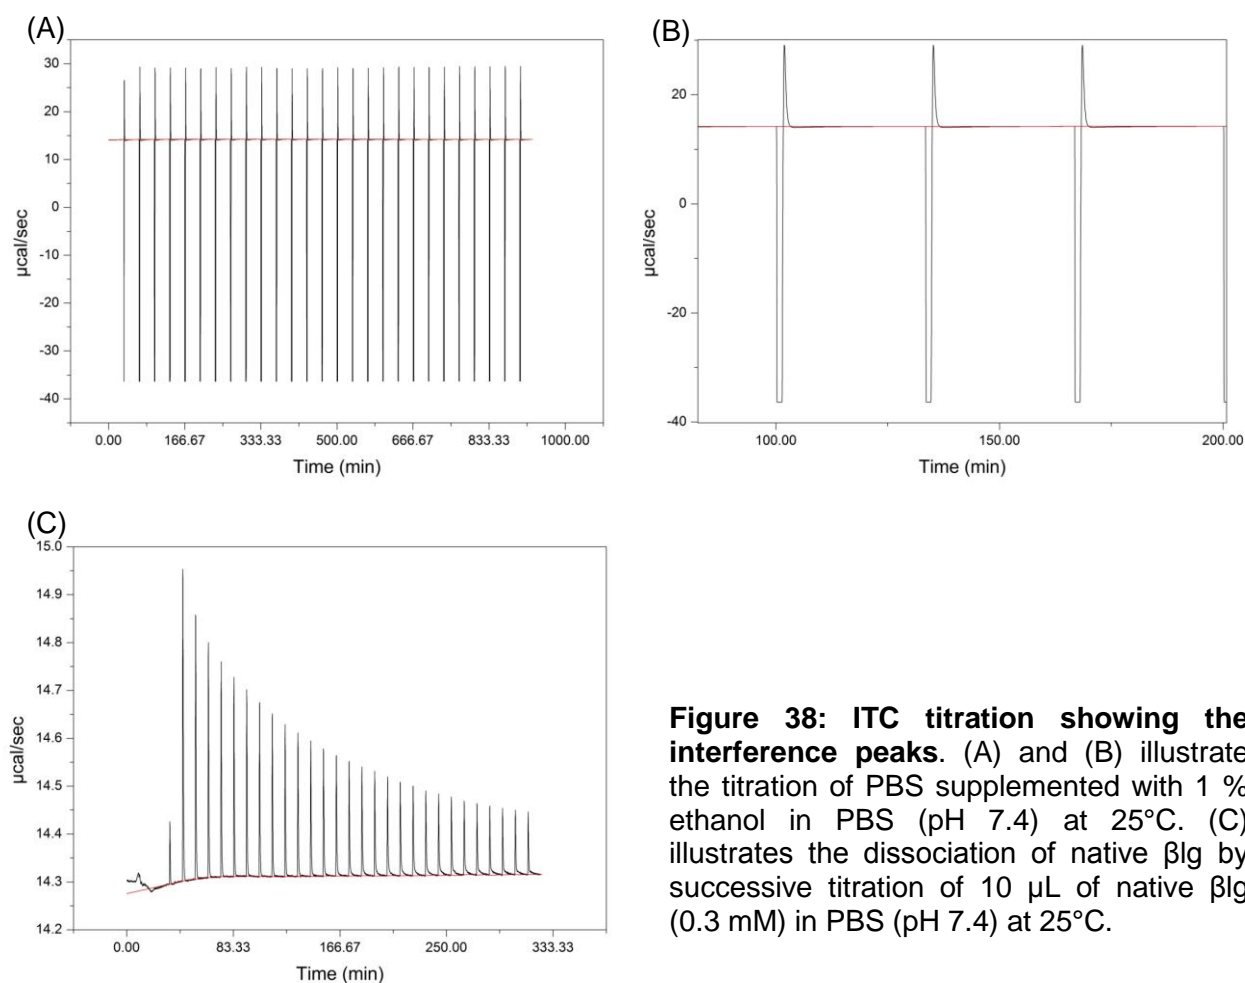 (A)
30
20
10
0
-10
-20
-30
-40
µcal/sec
0.00 166.67 333.33 500.00 666.67 833.33 1000.00
Time (min)
(B)
20
0
-20
-40
µcal/sec
100.00 150.00 200.00
Time (min)
(C)
15.0
14.9
14.8
14.7
14.6
14.5
14.4
14.3
14.2
µcal/sec
0.00 83.33 166.67 250.00 333.33
Time (min)
Figure 38: ITC titration showing the
interference peaks. (A) and (B) illustrate
the titration of PBS supplemented with 1 %
ethanol in PBS (pH 7.4) at 25°C. (C)
illustrates the dissociation of native βlg by
successive titration of 10 µL of native βlg
(0.3 mM) in PBS (pH 7.4) at 25°C.